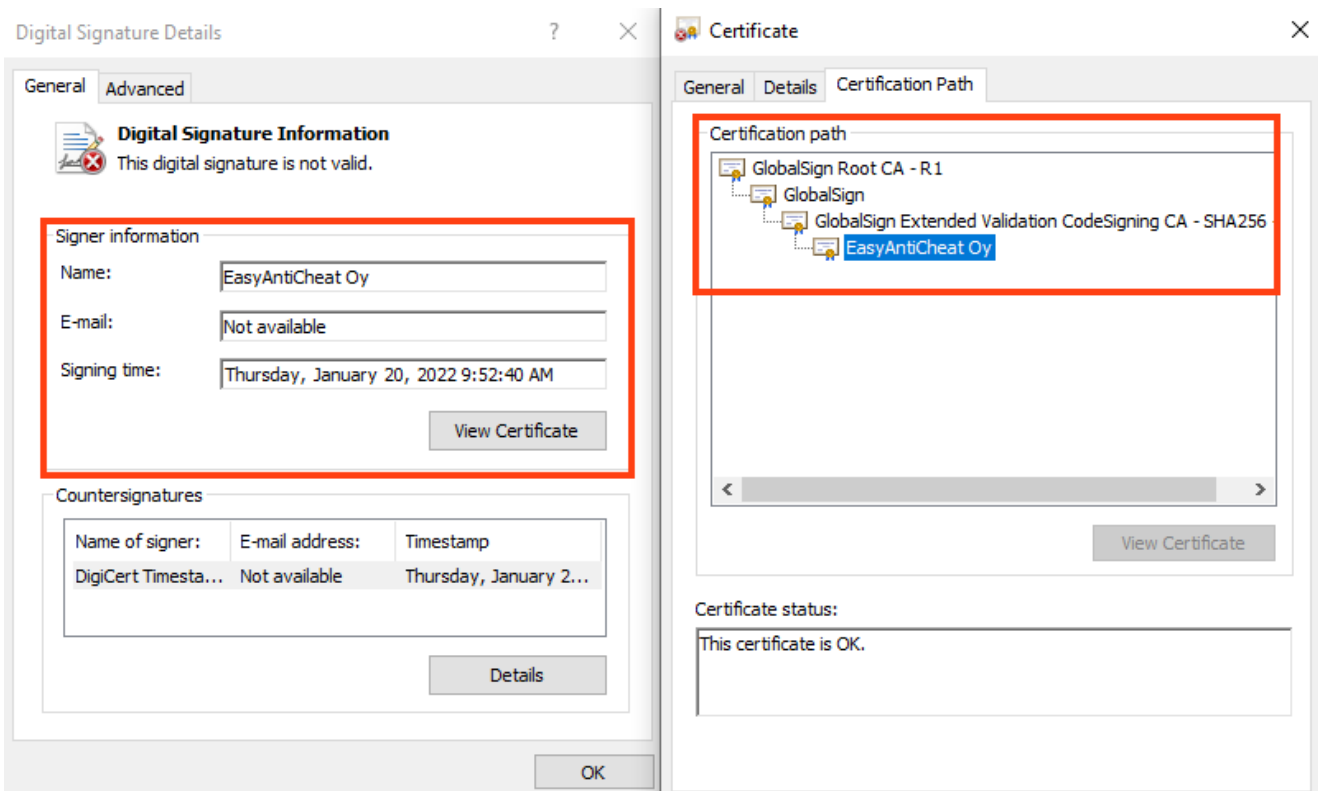 Digital Signature Details
?
General
Advanced
Digital Signature Information
This digital signature is not valid.
Signer information
Name:
EasyAntiCheat Oy
E-mail:
Not available
Signing time:
Thursday, January 20, 2022 9:52:40 AM
View Certificate
Countersignatures
Name of signer: E-mail address: Timestamp
DigiCert Timesta... Not available Thursday, January 2...
Details
OK
Certificate
General Details Certification Path
Certification path
GlobalSign Root CA - R1
GlobalSign
GlobalSign Extended Validation CodeSigning CA - SHA256 -
EasyAntiCheat Oy
View Certificate
Certificate status:
This certificate is OK.